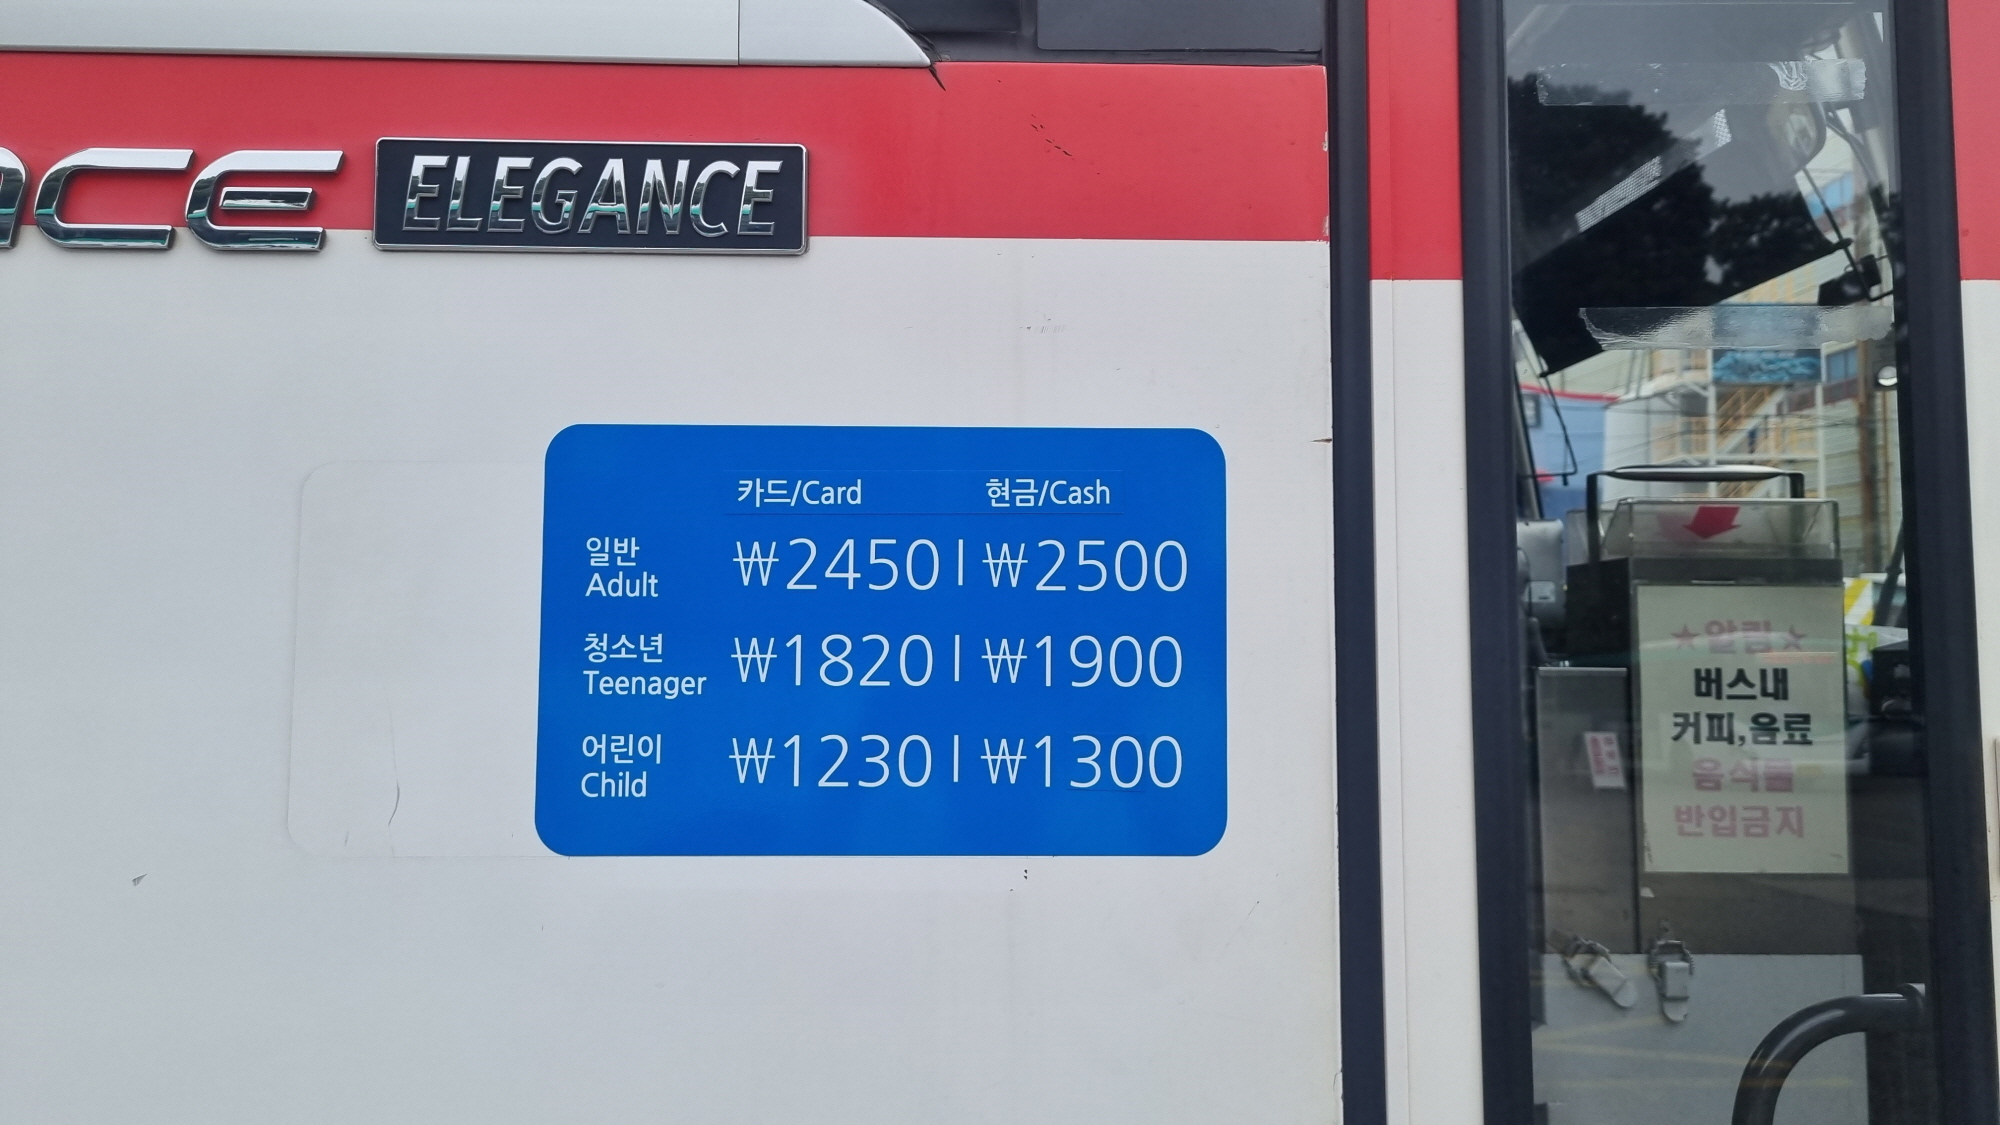 CE ELEGANCE
카드/Card 현금/Cash
일반
Adult ₩2450 | ₩2500
청소년
Teenager ₩1820 | ₩1900
어린이
Child ₩1230 | ₩1300
★알림★
버스내
커피,음료
음식물
반입금지